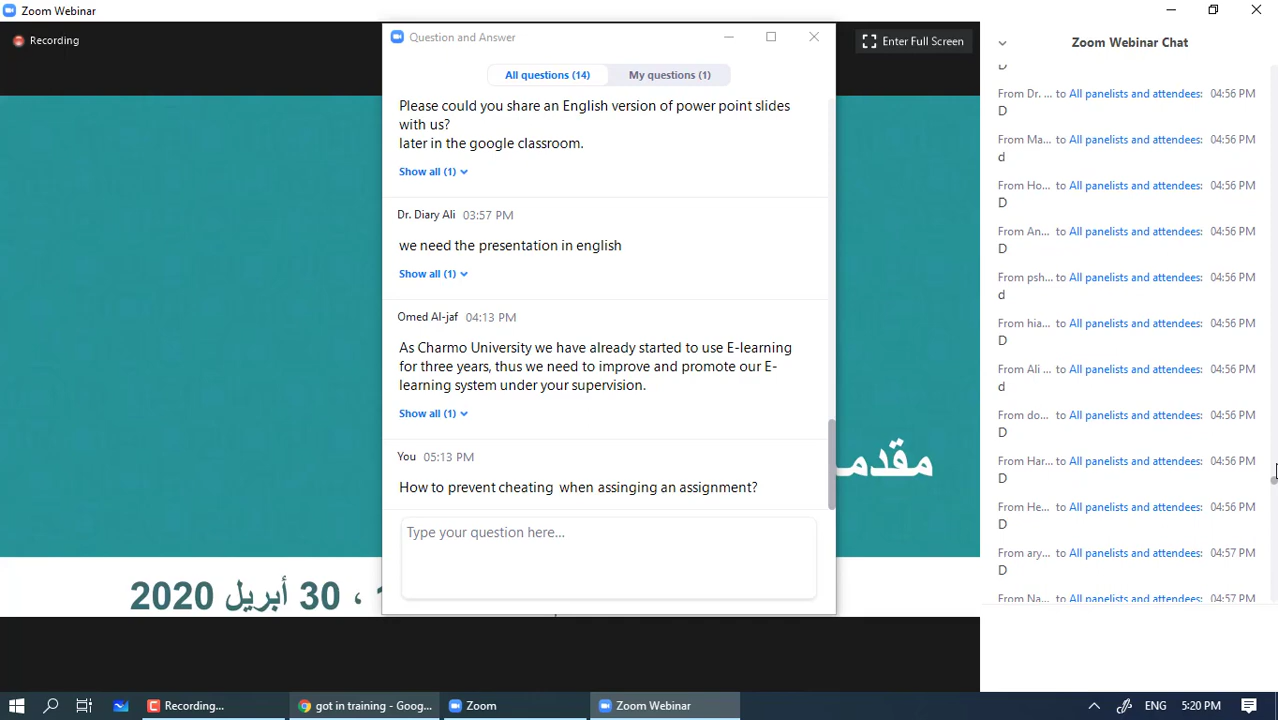 Zoom Webinar
Recording
Enter Full Screen
مقدمـ
، 30 أبريل 2020
Question and Answer
All questions (14)
My questions (1)
Please could you share an English version of power point slides
with us?
later in the google classroom.
Show all (1)
Dr. Diary Ali 03:57 PM
we need the presentation in english
Show all (1)
Omed Al-jaf 04:13 PM
As Charmo University we have already started to use E-learning
for three years, thus we need to improve and promote our E-
learning system under your supervision.
Show all (1)
You 05:13 PM
How to prevent cheating when assinging an assignment?
Type your question here...
Zoom Webinar Chat
D
From Dr. ... to All panelists and attendees: 04:56 PM
D
From Ma... to All panelists and attendees: 04:56 PM
d
From Ho... to All panelists and attendees: 04:56 PM
D
From An... to All panelists and attendees: 04:56 PM
D
From psh... to All panelists and attendees: 04:56 PM
d
From hia... to All panelists and attendees: 04:56 PM
D
From Ali ... to All panelists and attendees: 04:56 PM
d
From do... to All panelists and attendees: 04:56 PM
D
From Har... to All panelists and attendees: 04:56 PM
D
From He... to All panelists and attendees: 04:56 PM
D
From ary... to All panelists and attendees: 04:57 PM
D
From Na... to All panelists and attendees: 04:57 PM
Recording...
got in training - Goog...
Zoom
Zoom Webinar
5:20 PM